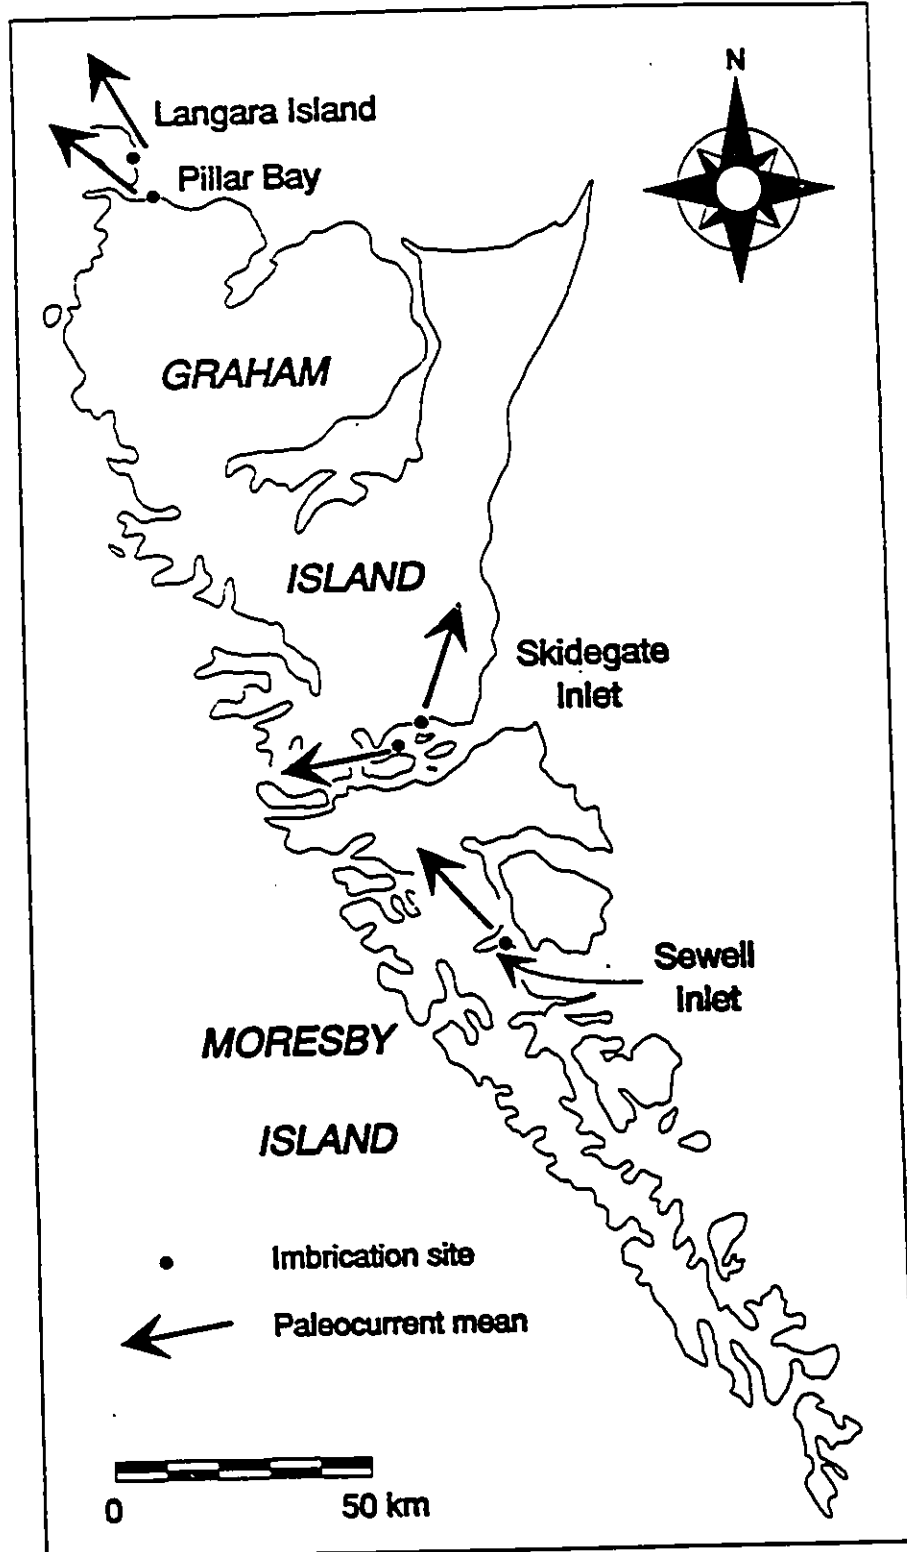 N
Langara Island
Pillar Bay
GRAHAM
ISLAND
Skidegate
Inlet
Sewell
Inlet
MORESBY
ISLAND
Imbrication site
Paleocurrent mean
0
50 km